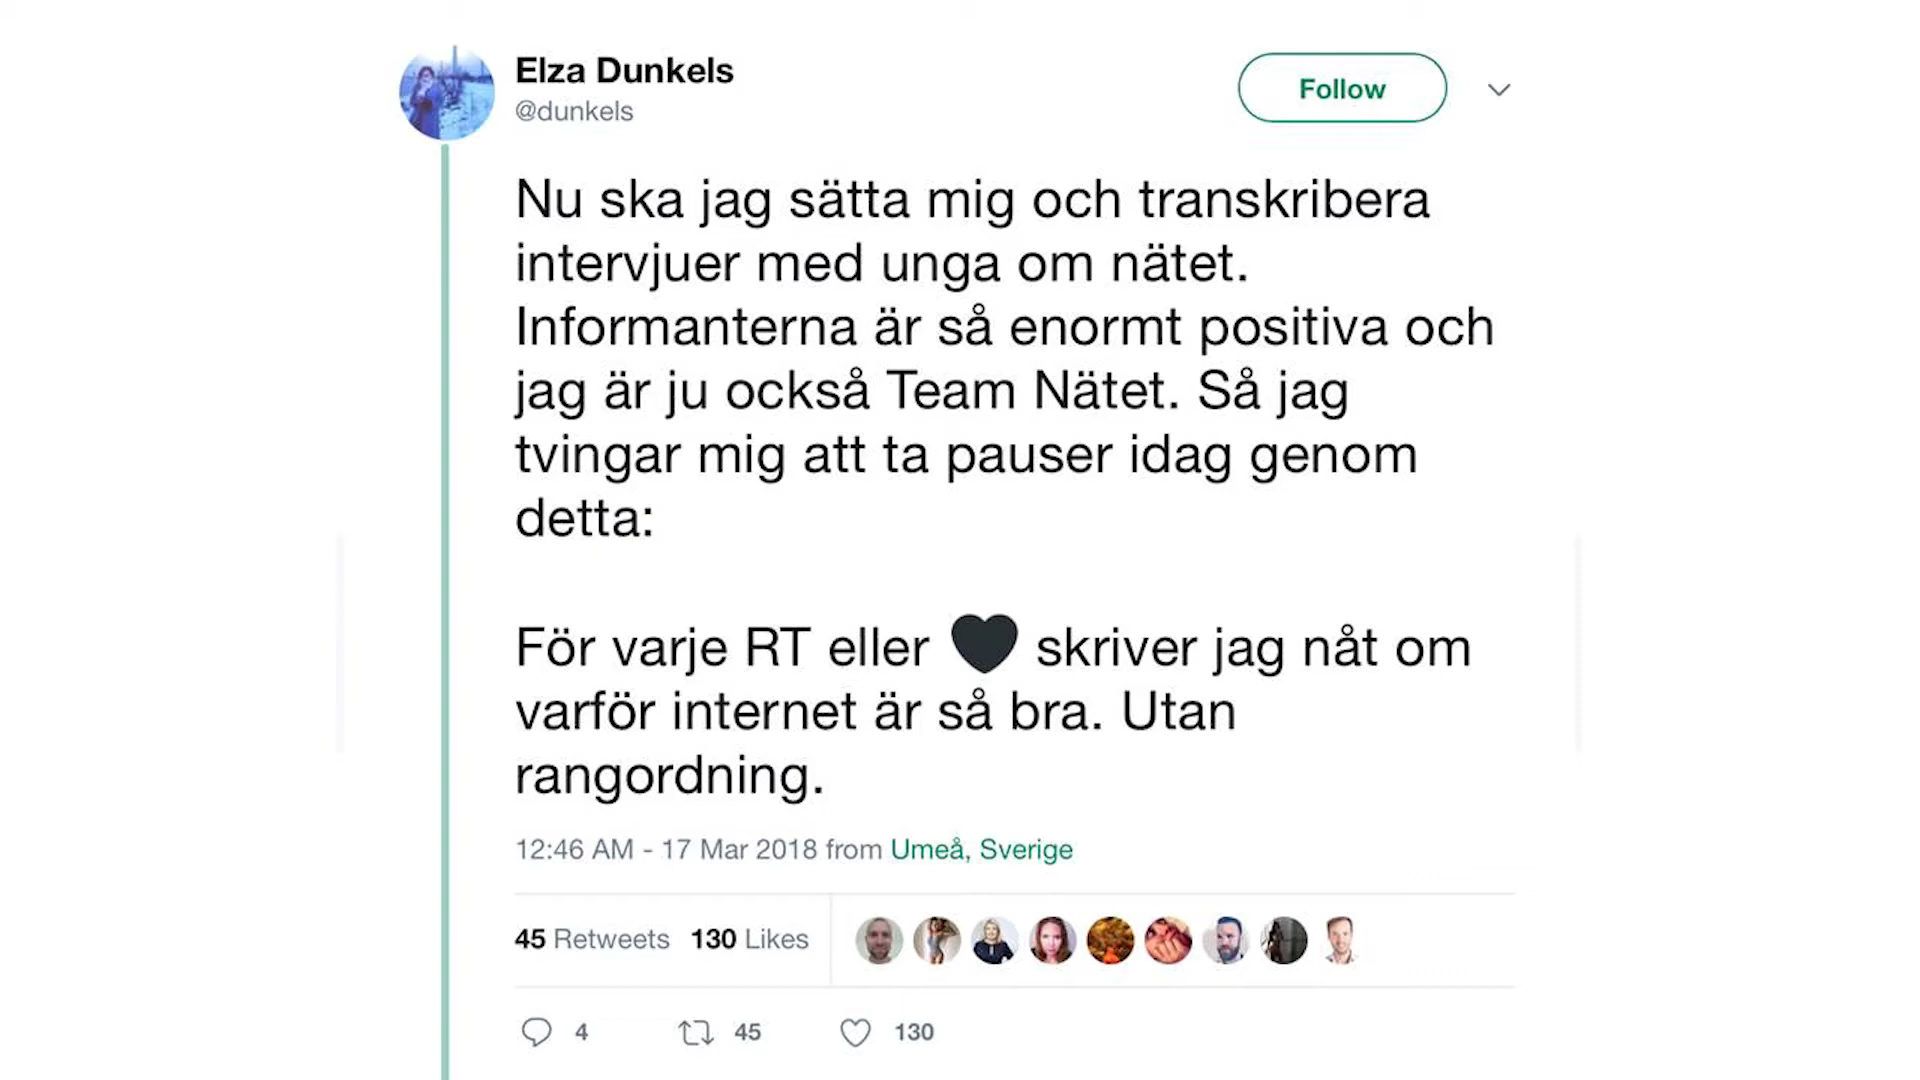 Elza Dunkels
@dunkels
Follow
Nu ska jag sätta mig och transkribera
intervjuer med unga om nätet.
Informanterna är så enormt positiva och
jag är ju också Team Nätet. Så jag
tvingar mig att ta pauser idag genom
detta:
För varje RT eller 🖤 skriver jag nåt om
varför internet är så bra. Utan
rangordning.
12:46 AM - 17 Mar 2018 from Umeå, Sverige
45 Retweets 130 Likes
4 45 130